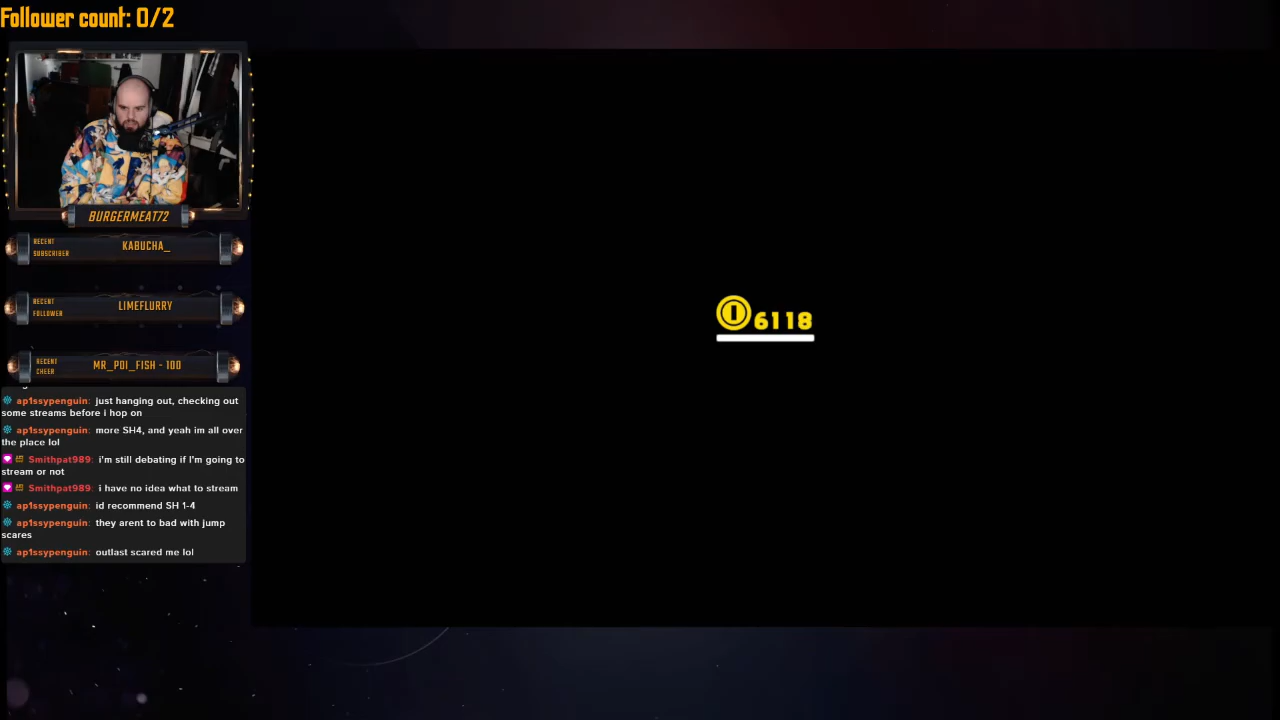 Follower count: 0/2
BURGERMEAT72
RECENT SUBSCRIBER
KABUCHA_
RECENT FOLLOWER
LIMEFLURRY
RECENT CHEER
MR_POI_FISH - 100
ap1ssypenguin: just hanging out, checking out
some streams before i hop on
ap1ssypenguin: more SH4, and yeah im all over
the place lol
Smithpat989: i'm still debating if I'm going to
stream or not
Smithpat989: i have no idea what to stream
ap1ssypenguin: id recommend SH 1-4
ap1ssypenguin: they arent to bad with jump
scares
ap1ssypenguin: outlast scared me lol
6118